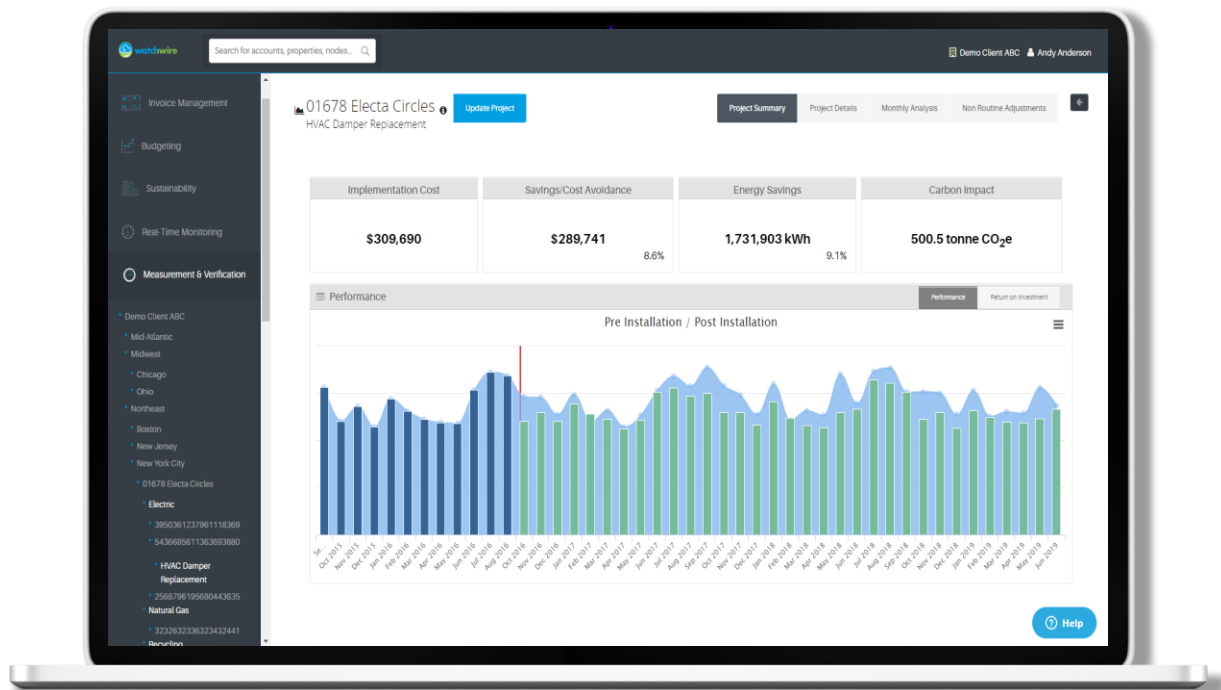 watchwire
Search for accounts, properties, nodes...
Demo Client ABC
Andy Anderson
Invoice Management
Budgeting
Sustainability
Real-Time Monitoring
Measurement & Verification
Demo Client ABC
Mid-Atlantic
Midwest
Chicago
Ohio
Northeast
Boston
New Jersey
New York City
01678 Electa Circles
Electric
3950361237961118369
5436685611363693880
HVAC Damper
Replacement
2568796195680443635
Natural Gas
3232632336323432441
Recycling
01678 Electa Circles
HVAC Damper Replacement
Update Project
Project Summary
Project Details
Monthly Analysis
Non Routine Adjustments
Implementation Cost
$309,690
Savings/Cost Avoidance
$289,741
8.6%
Energy Savings
1,731,903 kWh
9.1%
Carbon Impact
500.5 tonne CO₂e
Performance
Performance
Return on Investment
Pre Installation / Post Installation
Se...
Oct 2015
Nov 2015
Dec 2015
Jan 2016
Feb 2016
Mar 2016
Apr 2016
May 2016
Jun 2016
Jul 2016
Aug 2016
Oct 2016
Nov 2016
Dec 2016
Jan 2017
Feb 2017
Mar 2017
Apr 2017
May 2017
Jun 2017
Jul 2017
Aug 2017
Sep 2017
Oct 2017
Nov 2017
Dec 2017
Jan 2018
Feb 2018
Mar 2018
Apr 2018
May 2018
Jun 2018
Jul 2018
Aug 2018
Sep 2018
Oct 2018
Nov 2018
Dec 2018
Jan 2019
Feb 2019
Mar 2019
Apr 2019
May 2019
Jun 2019
Help